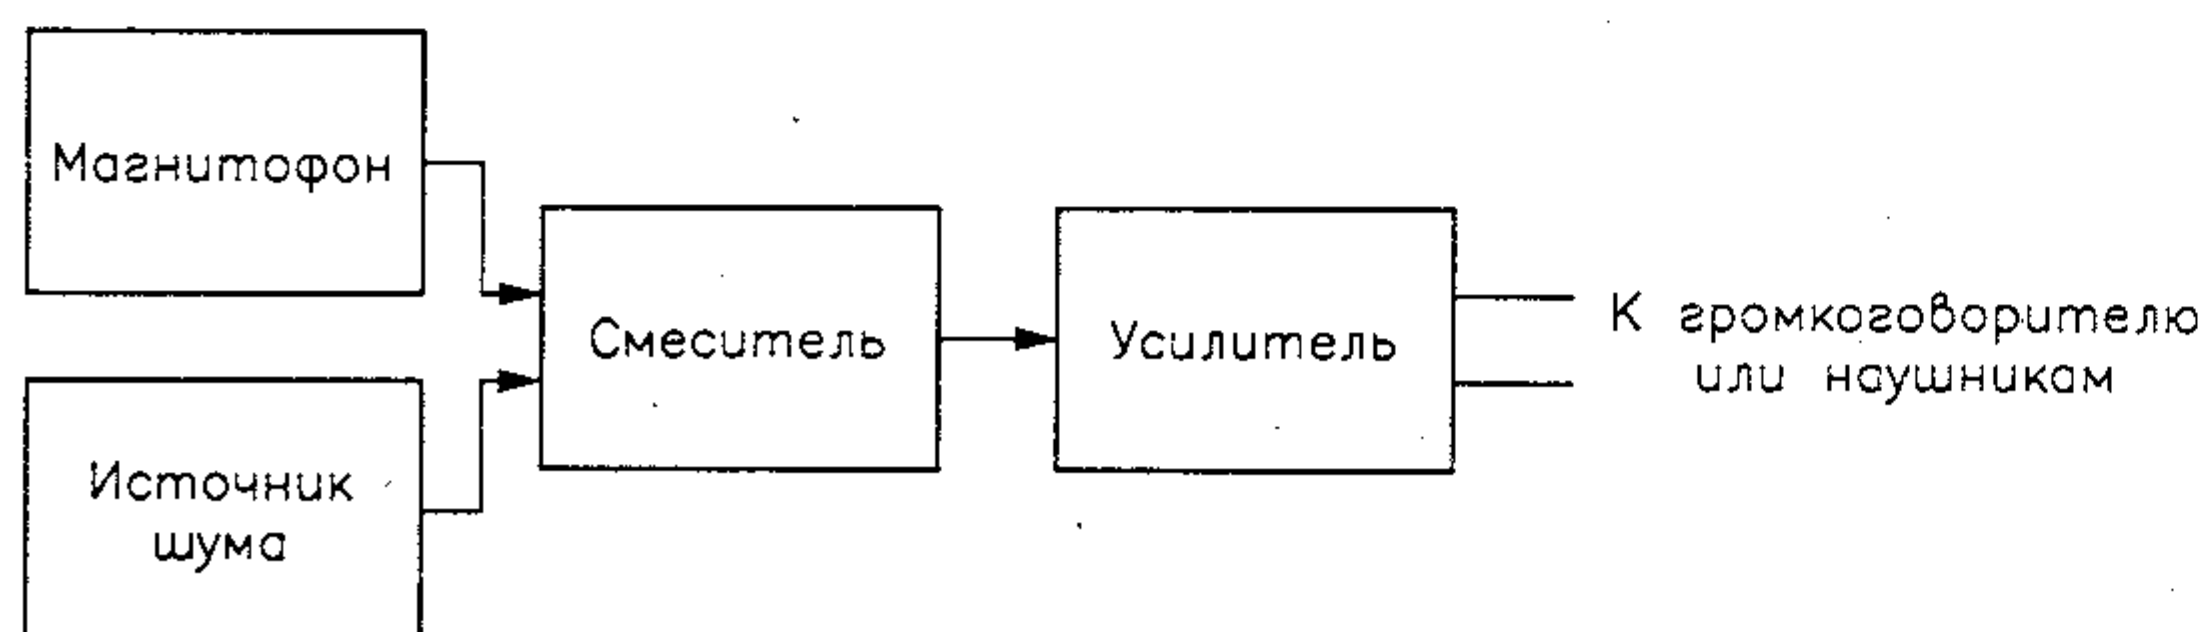 Магнитофон
Смеситель
Усилитель
К громкоговорителю
или наушникам
Источник
шума